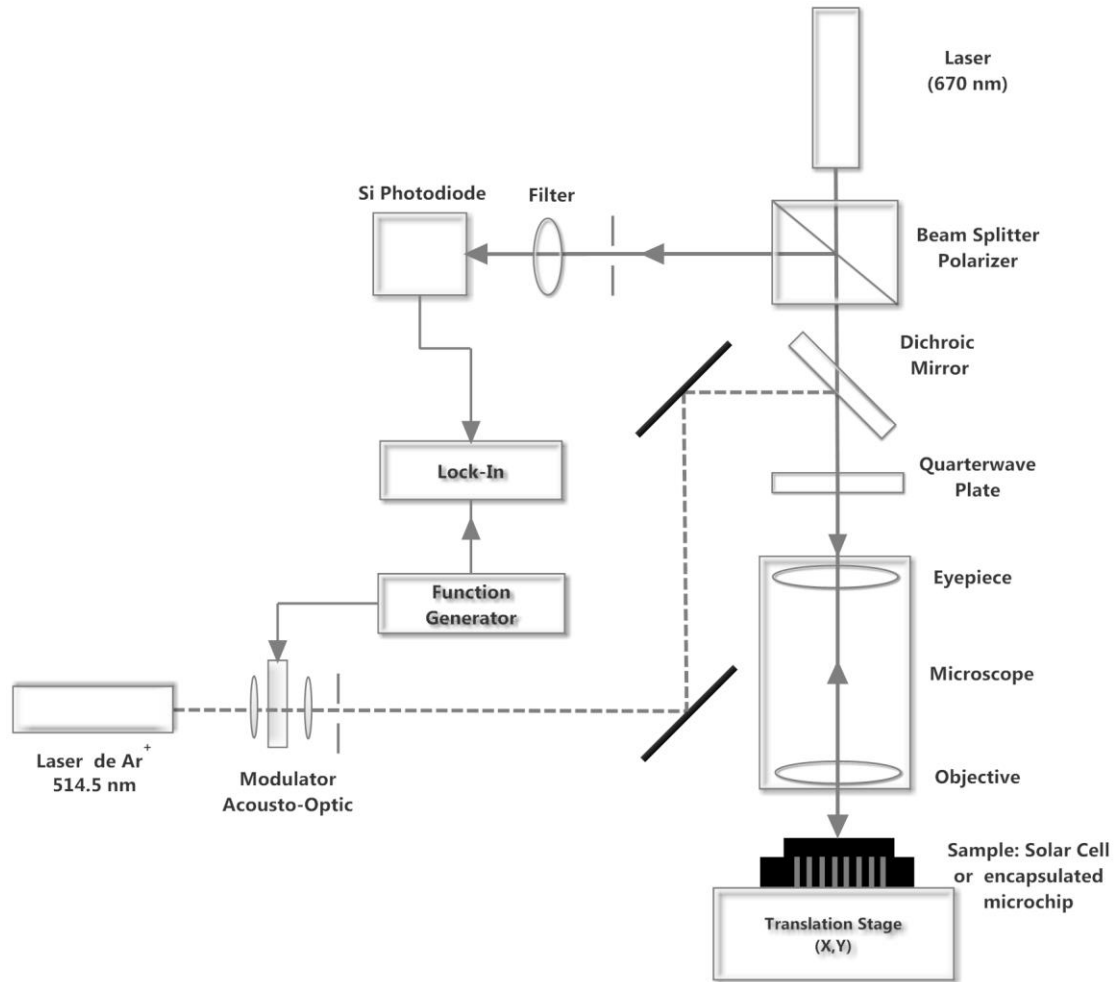 Laser
(670 nm)
Si Photodiode
Filter
Beam Splitter
Polarizer
Dichroic
Mirror
Lock-In
Quarterwave
Plate
Function
Generator
Eyepiece
Microscope
Objective
Laser de Ar+
514.5 nm
Modulator
Acousto-Optic
Sample: Solar Cell
or encapsulated
microchip
Translation Stage
(X,Y)